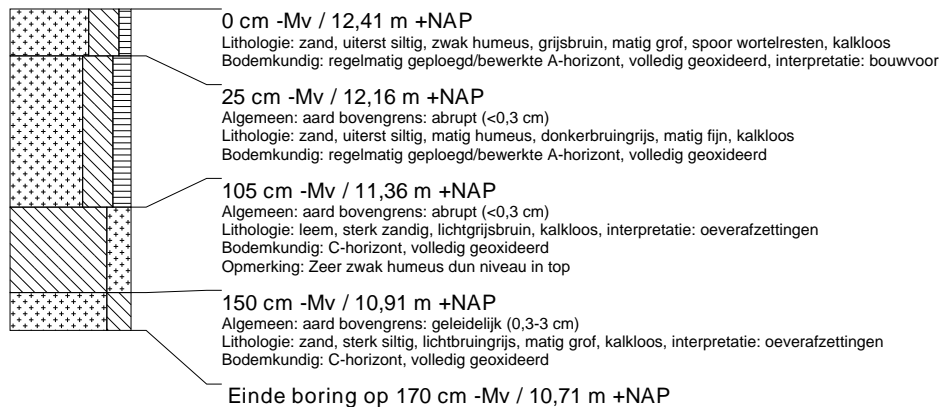 0 cm -Mv / 12,41 m +NAP
Lithologie: zand, uiterst siltig, zwak humeus, grijsbruin, matig grof, spoor wortelresten, kalkloos
Bodemkundig: regelmatig geploegd/bewerkte A-horizont, volledig geoxideerd, interpretatie: bouwvoor
25 cm -Mv / 12,16 m +NAP
Algemeen: aard bovengrens: abrupt (<0,3 cm)
Lithologie: zand, uiterst siltig, matig humeus, donkerbruingrijs, matig fijn, kalkloos
Bodemkundig: regelmatig geploegd/bewerkte A-horizont, volledig geoxideerd
105 cm -Mv / 11,36 m +NAP
Algemeen: aard bovengrens: abrupt (<0,3 cm)
Lithologie: leem, sterk zandig, lichtgrijsbruin, kalkloos, interpretatie: oeverafzettingen
Bodemkundig: C-horizont, volledig geoxideerd
Opmerking: Zeer zwak humeus dun niveau in top
150 cm -Mv / 10,91 m +NAP
Algemeen: aard bovengrens: geleidelijk (0,3-3 cm)
Lithologie: zand, sterk siltig, lichtbruingrijs, matig grof, kalkloos, interpretatie: oeverafzettingen
Bodemkundig: C-horizont, volledig geoxideerd
Einde boring op 170 cm -Mv / 10,71 m +NAP